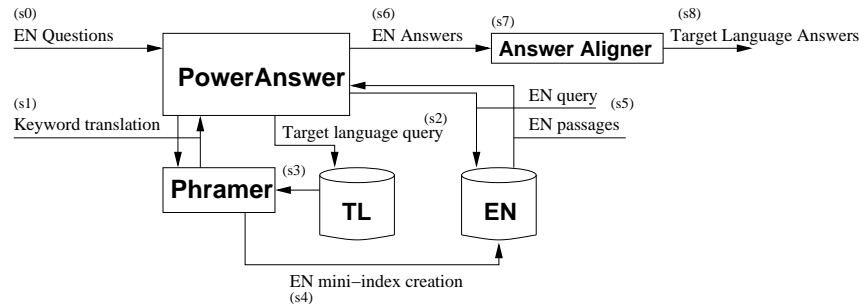 (s0)
EN Questions
(s6)
EN Answers
(s7)
Answer Aligner
(s8)
Target Language Answers
PowerAnswer
(s1)
Keyword translation
Target language query
(s2)
EN query
(s5)
EN passages
Phramer
(s3)
TL
EN
EN mini−index creation
(s4)